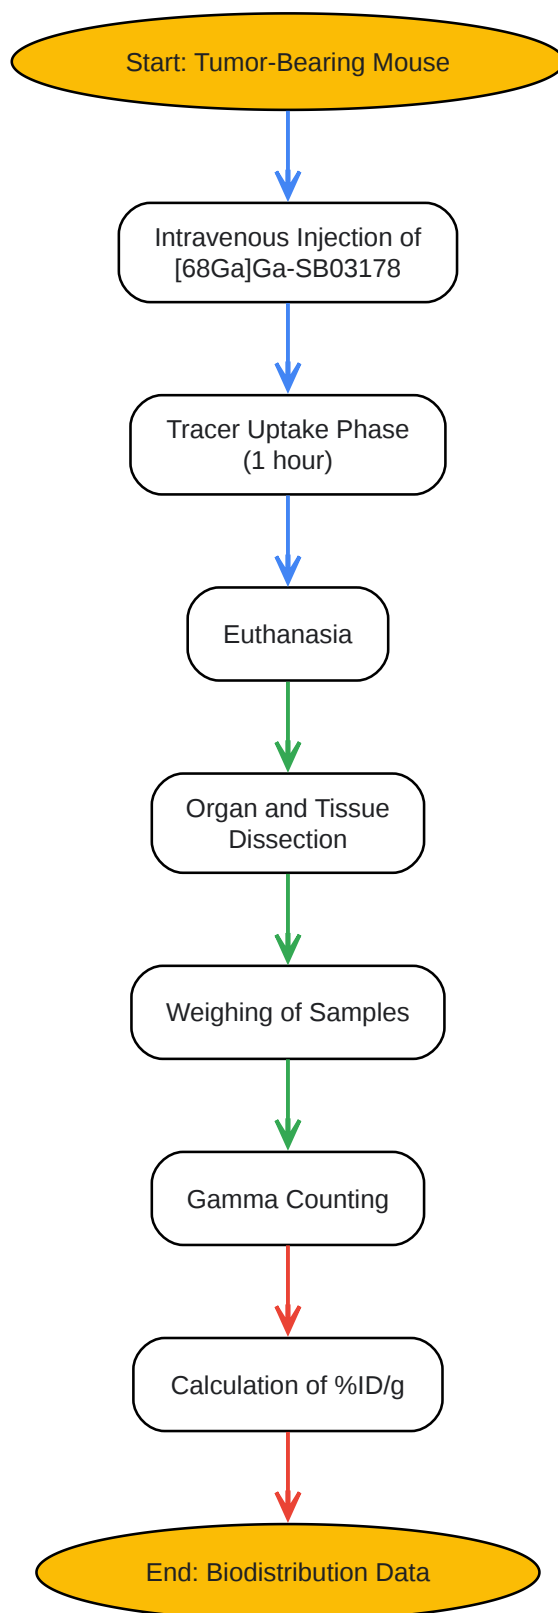 Start: Tumor-Bearing Mouse
Intravenous Injection of
[68Ga]Ga-SB03178
Tracer Uptake Phase
(1 hour)
Euthanasia
Organ and Tissue
Dissection
Weighing of Samples
Gamma Counting
Calculation of %ID/g
End: Biodistribution Data